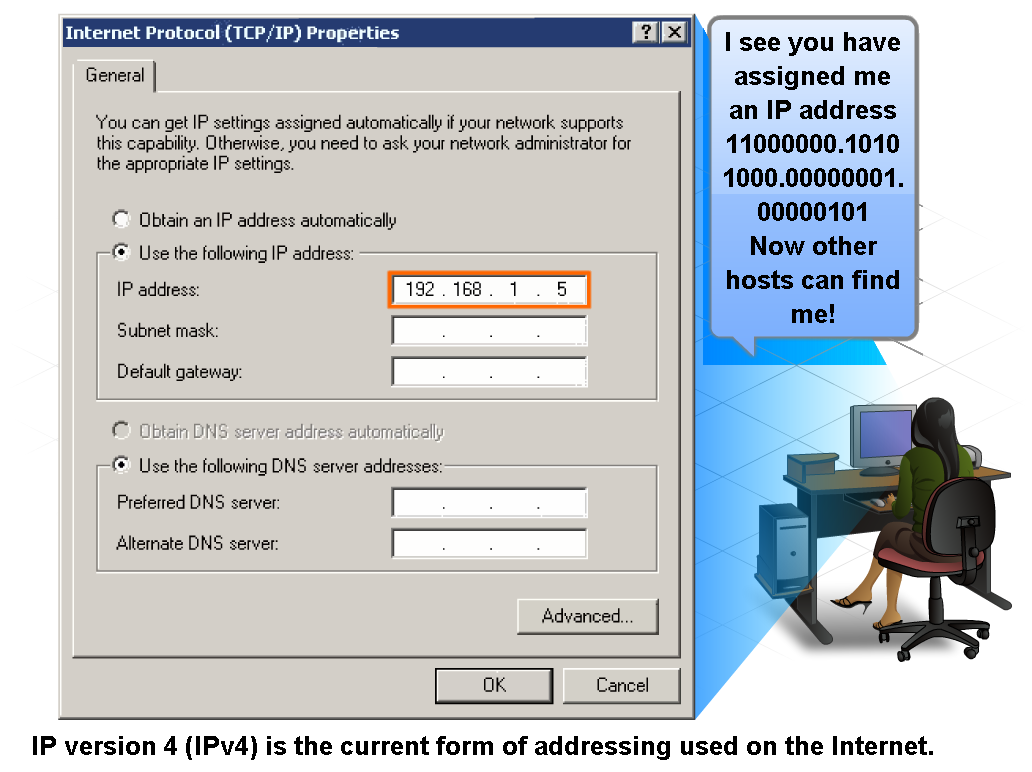 Internet Protocol (TCP/IP) Properties
General
You can get IP settings assigned automatically if your network supports
this capability. Otherwise, you need to ask your network administrator for
the appropriate IP settings.
Obtain an IP address automatically
Use the following IP address:
IP address:
192 . 168 . 1 . 5
Subnet mask:
. . .
Default gateway:
. . .
Obtain DNS server address automatically
Use the following DNS server addresses:
Preferred DNS server:
. . .
Alternate DNS server:
. . .
Advanced...
OK
Cancel
I see you have
assigned me
an IP address
11000000.1010
1000.00000001.
00000101
Now other
hosts can find
me!
IP version 4 (IPv4) is the current form of addressing used on the Internet.